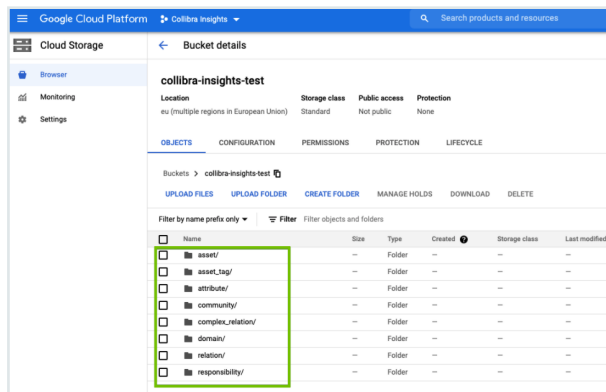 Google Cloud Platform
Collibra Insights
Search products and resources
Cloud Storage
Bucket details
Browser
Monitoring
Settings
collibra-insights-test
Location Storage class Public access Protection
eu (multiple regions in European Union) Standard Not public None
OBJECTS CONFIGURATION PERMISSIONS PROTECTION LIFECYCLE
Buckets > collibra-insights-test
UPLOAD FILES UPLOAD FOLDER CREATE FOLDER MANAGE HOLDS DOWNLOAD DELETE
Filter by name prefix only Filter Filter objects and folders
Name Size Type Created Storage class Last modified
asset/ — Folder — — —
asset_tag/ — Folder — — —
attribute/ — Folder — — —
community/ — Folder — — —
complex_relation/ — Folder — — —
domain/ — Folder — — —
relation/ — Folder — — —
responsibility/ — Folder — — —